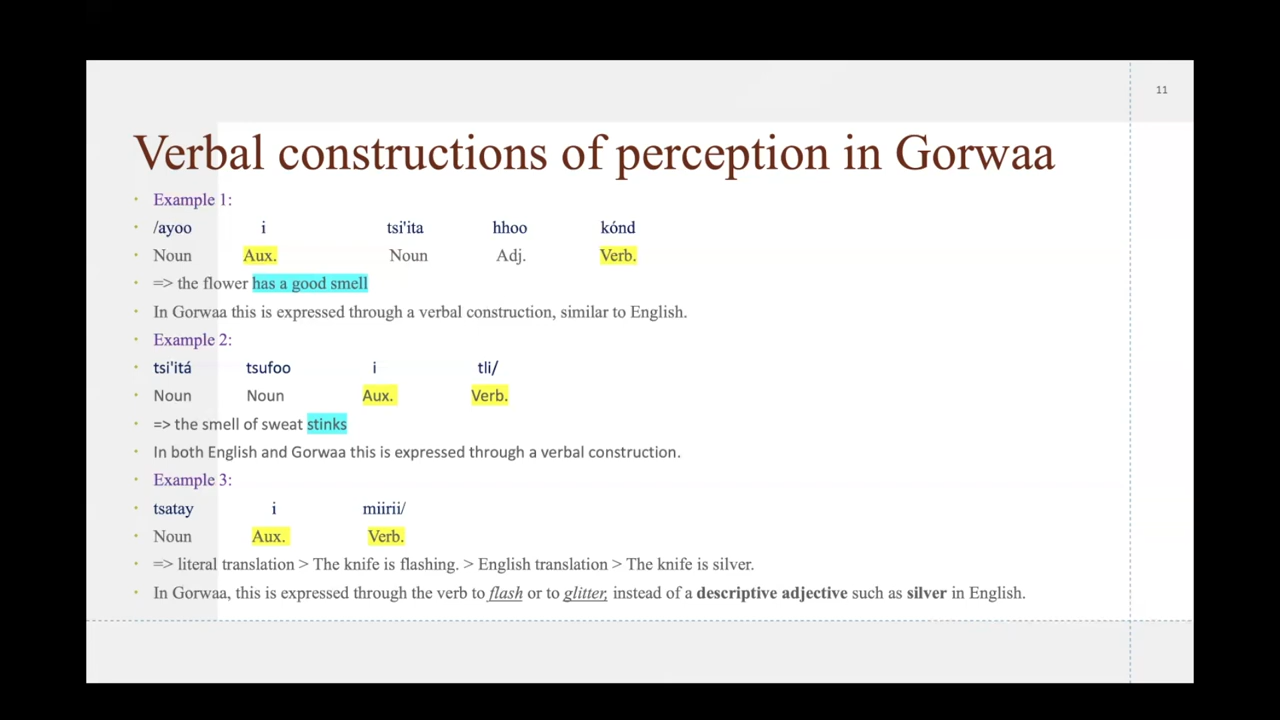 11
Verbal constructions of perception in Gorwaa
• Example 1:
• /ayoo i tsi'ita hhoo kónd
• Noun Aux. Noun Adj. Verb.
• => the flower has a good smell
• In Gorwaa this is expressed through a verbal construction, similar to English.
• Example 2:
• tsi'itá tsufoo i tli/
• Noun Noun Aux. Verb.
• => the smell of sweat stinks
• In both English and Gorwaa this is expressed through a verbal construction.
• Example 3:
• tsatay i miirii/
• Noun Aux. Verb.
• => literal translation > The knife is flashing. > English translation > The knife is silver.
• In Gorwaa, this is expressed through the verb to flash or to glitter, instead of a descriptive adjective such as silver in English.